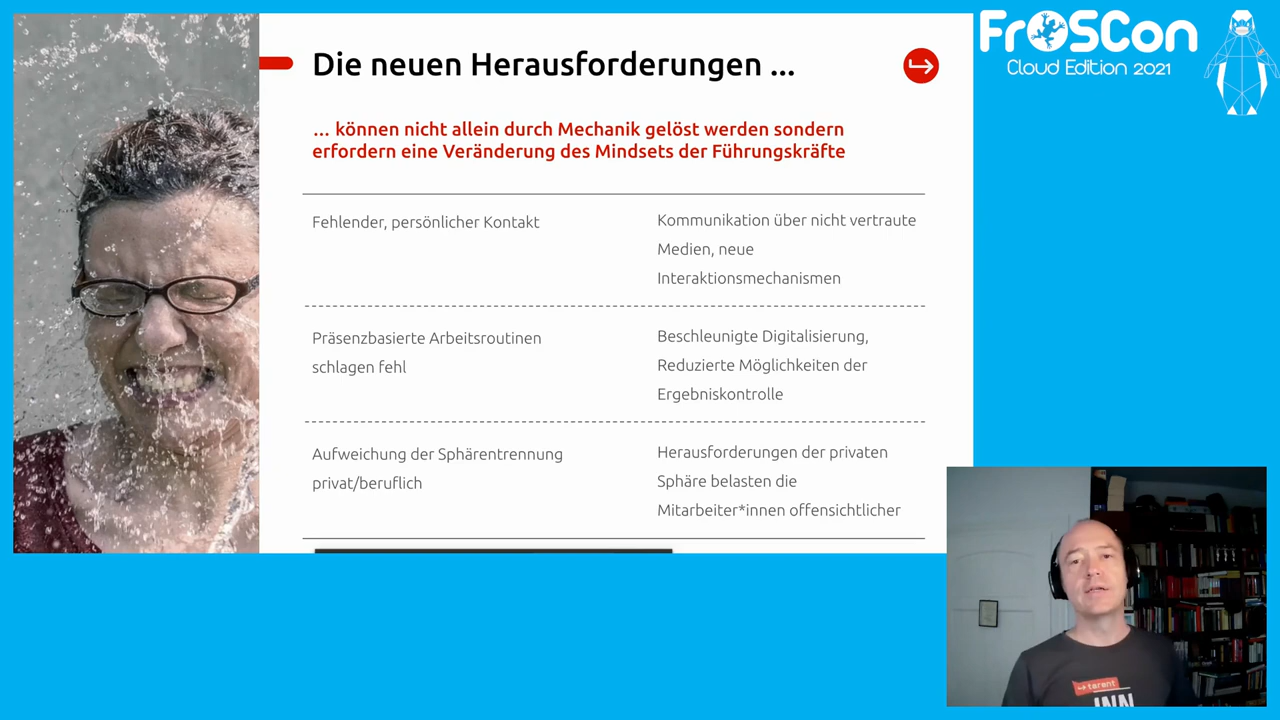 Die neuen Herausforderungen ...
... können nicht allein durch Mechanik gelöst werden sondern
erfordern eine Veränderung des Mindsets der Führungskräfte
Fehlender, persönlicher Kontakt
Kommunikation über nicht vertraute
Medien, neue
Interaktionsmechanismen
Präsenzbasierte Arbeitsroutinen
schlagen fehl
Beschleunigte Digitalisierung,
Reduzierte Möglichkeiten der
Ergebniskontrolle
Aufweichung der Sphärentrennung
privat/beruflich
Herausforderungen der privaten
Sphäre belasten die
Mitarbeiter*innen offensichtlicher
FrOSCon
Cloud Edition 2021
tarent
INN